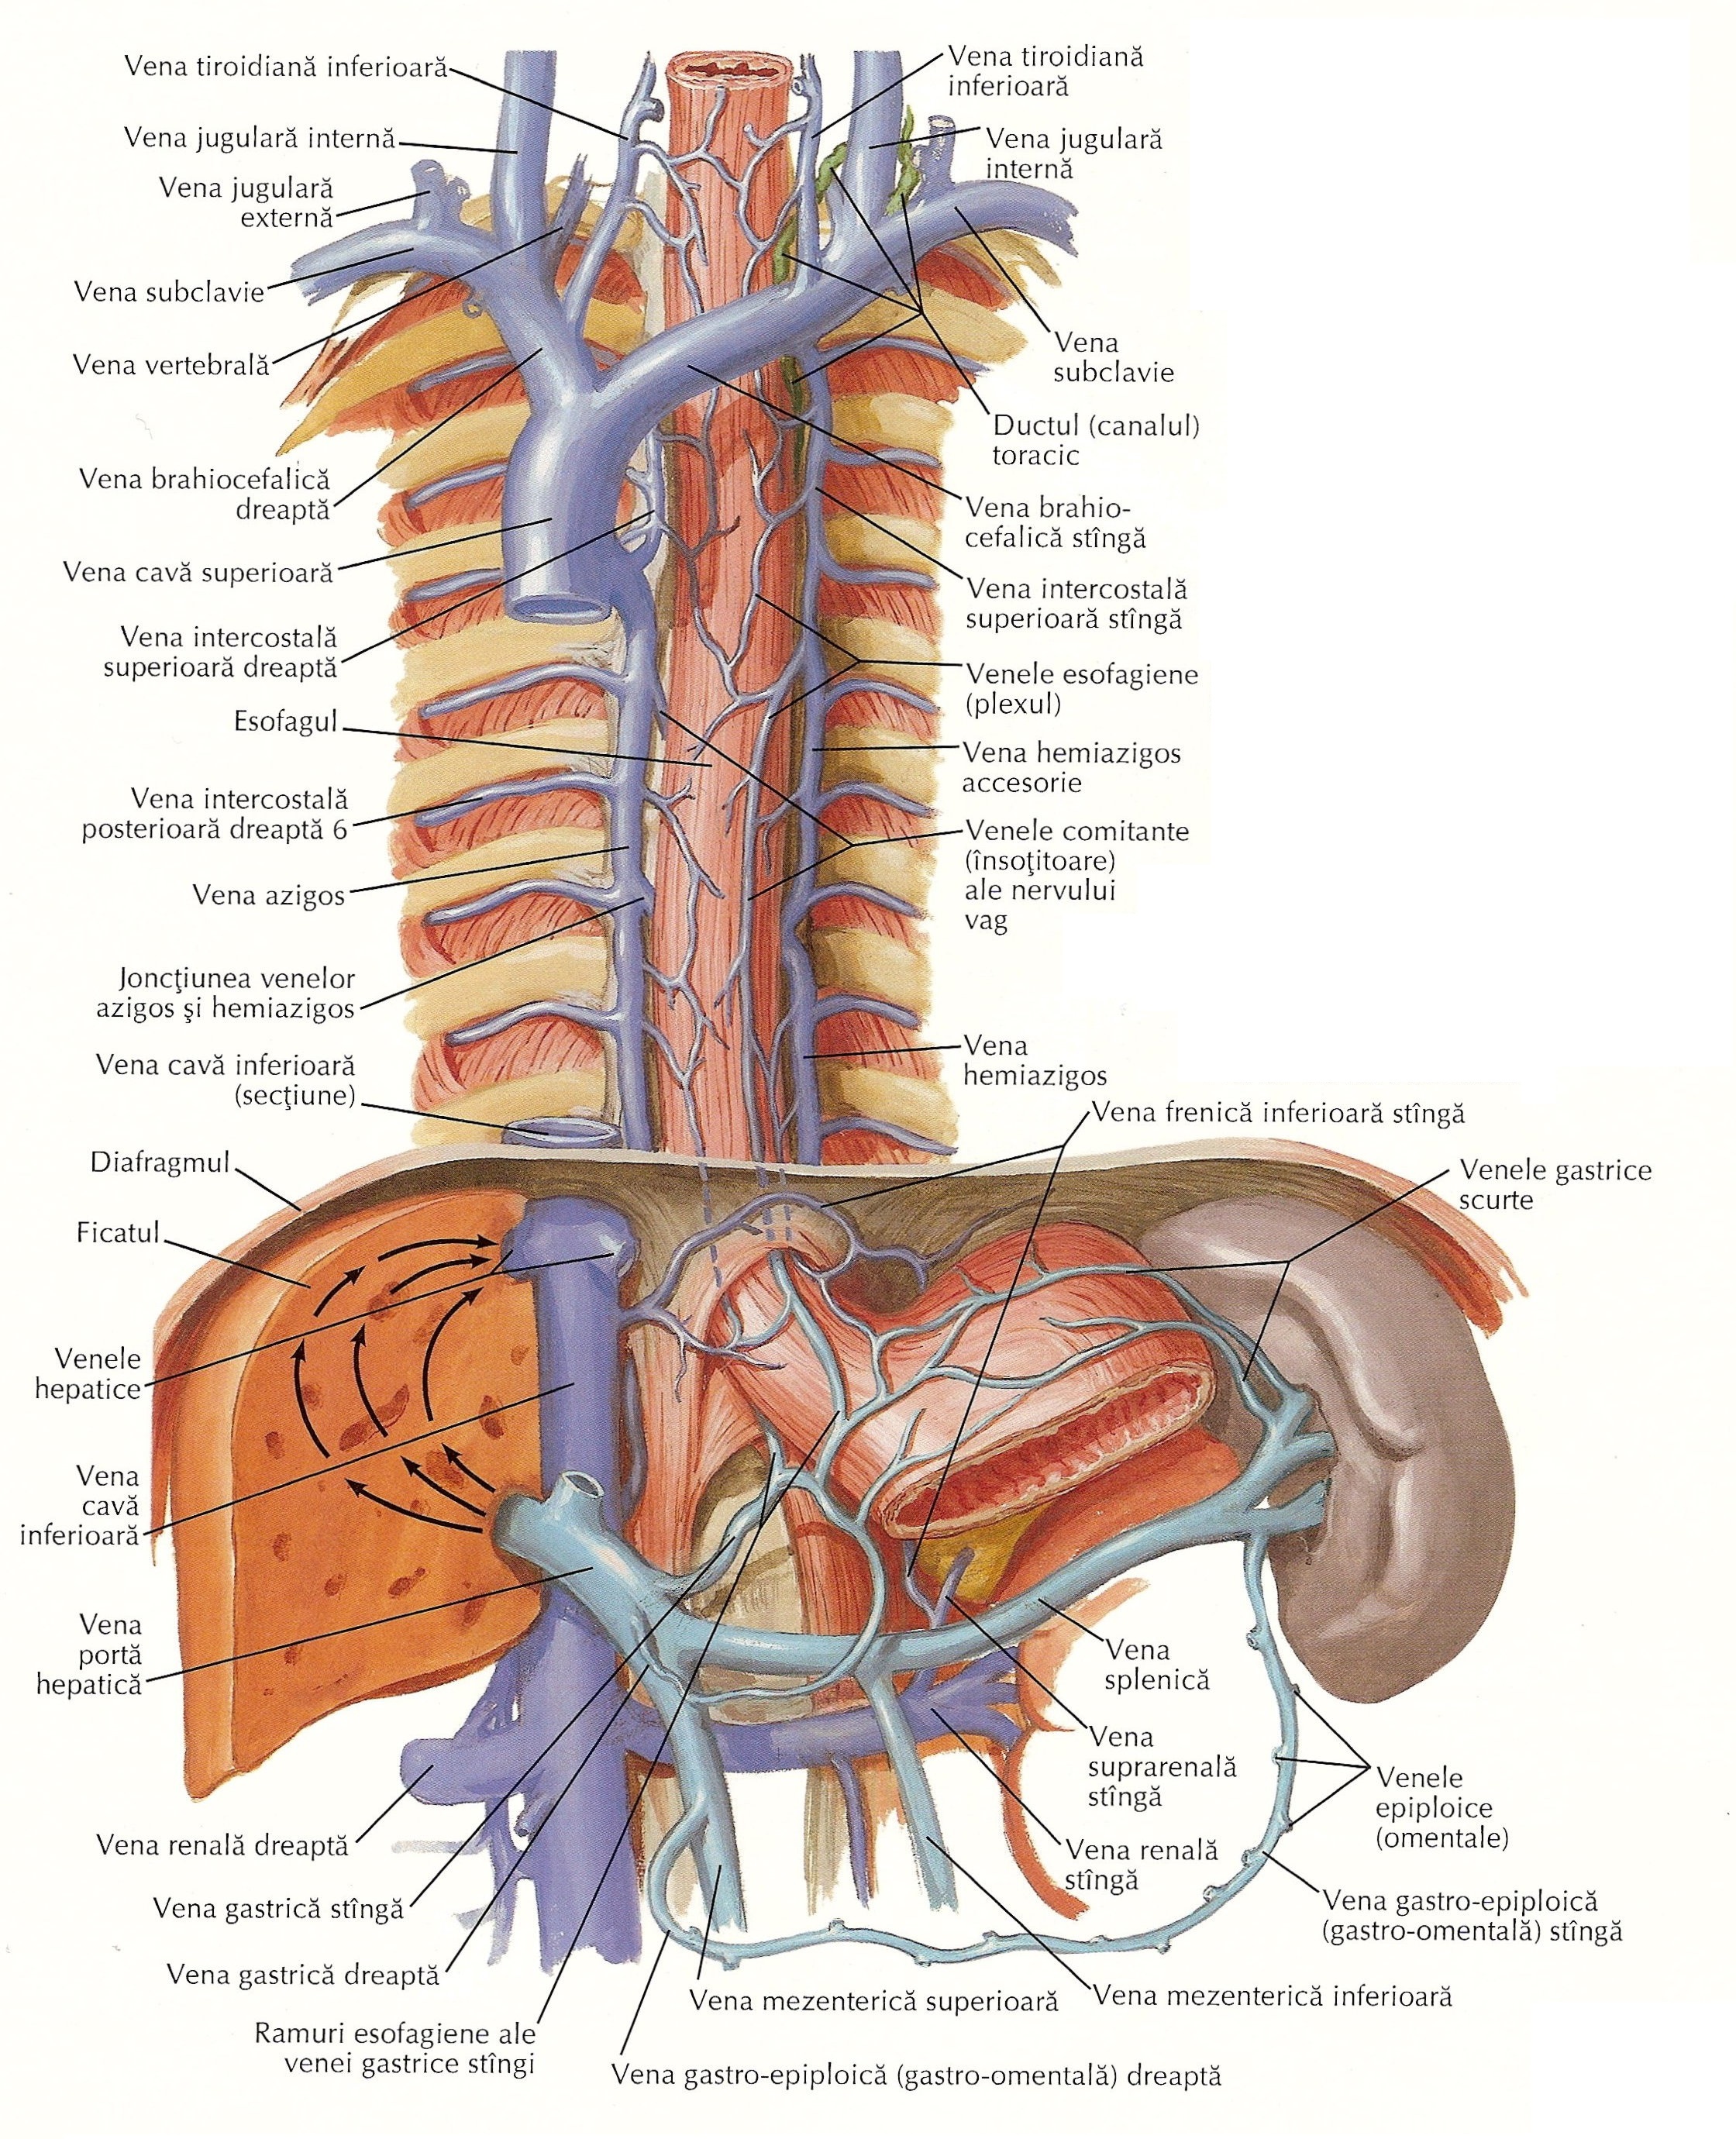 Vena tiroidiană inferioară
Vena jugulară internă
Vena jugulară
externă
Vena subclavie
Vena vertebrală
Vena brahiocefalică
dreaptă
Vena cavă superioară
Vena intercostală
superioară dreaptă
Esofagul
Vena intercostală
posterioară dreaptă 6
Vena azigos
Joncţiunea venelor
azigos şi hemiazigos
Vena cavă inferioară
(secţiune)
Diafragmul
Ficatul
Venele
hepatice
Vena
cavă
inferioară
Vena
portă
hepatică
Vena renală dreaptă
Vena gastrică stîngă
Vena gastrică dreaptă
Ramuri esofagiene ale
venei gastrice stîngi
Vena tiroidiană
inferioară
Vena jugulară
internă
Vena
subclavie
Ductul (canalul)
toracic
Vena brahio-
cefalică stîngă
Vena intercostală
superioară stîngă
Venele esofagiene
(plexul)
Vena hemiazigos
accesorie
Venele comitante
(însoţitoare)
ale nervului
vag
Vena
hemiazigos
Vena frenică inferioară stîngă
Venele gastrice
scurte
Vena
splenică
Vena
suprarenală
stîngă
Vena renală
stîngă
Venele
epiploice
(omentale)
Vena gastro-epiploică
(gastro-omentală) stîngă
Vena mezenterică inferioară
Vena mezenterică superioară
Vena gastro-epiploică (gastro-omentală) dreaptă